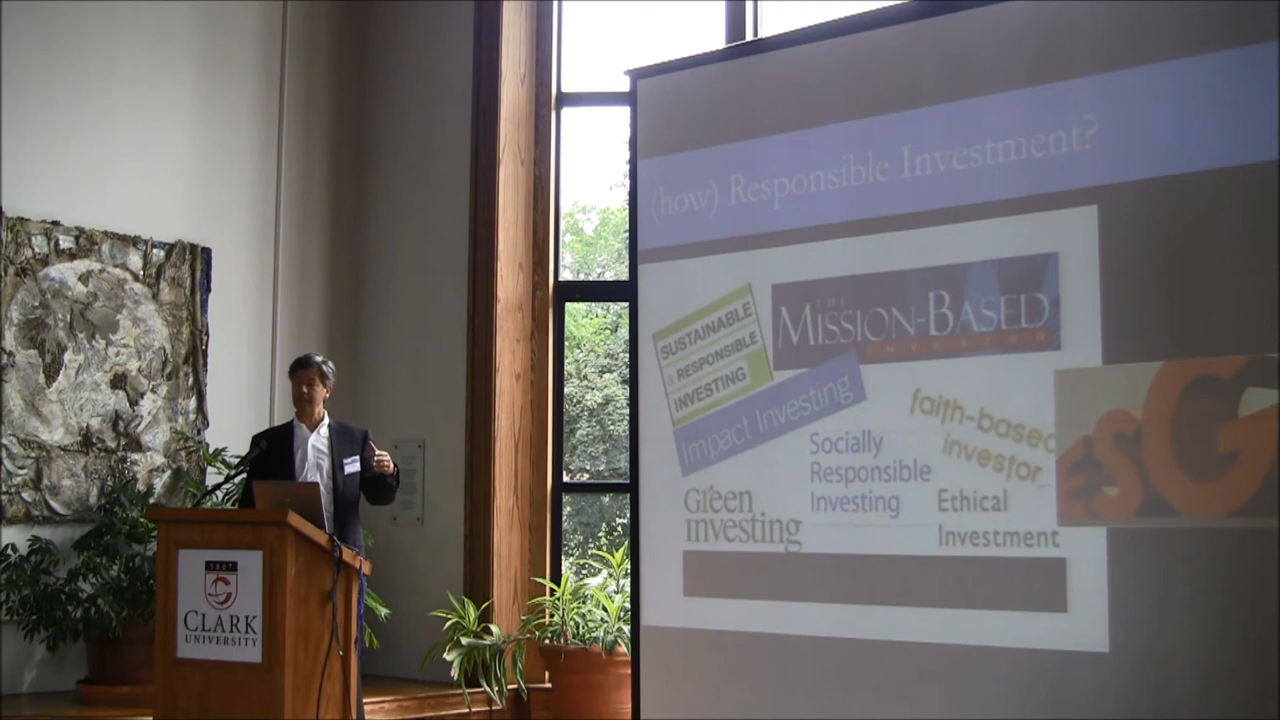 (how) Responsible Investment?
THE
MISSION-BASED
INVESTOR
SUSTAINABLE
& RESPONSIBLE
INVESTING
Impact Investing
faith-based
investor...
ESG
Socially
Responsible
Investing
Green
investing
Ethical
Investment
1887
CLARK
UNIVERSITY